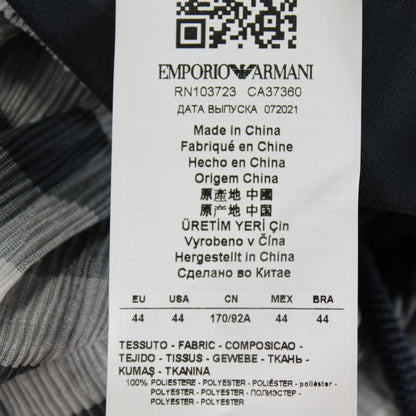 EMPORIO ARMANI
RN103723 CA37360
ДАТА ВЫПУСКА 072021
Made in China
Fabriqué en Chine
Hecho en China
Origem China
原產地 中國
原产地 中国
ÜRETİM YERİ Çin
Vyrobeno v Čína
Hergestellt in China
Сделано во Китае
EU USA CN MEX BRA
44 44 170/92A 44 44
TESSUTO - FABRIC - COMPOSICAO -
TEJIDO - TISSUS - GEWEBE - ТКАНЬ -
KUMAŞ - TKANINA
100% POLIESTERE - POLYESTER - POLIÉSTER - poliéster -
POLYESTER - POLYESTER - ПОЛИЭСТЕР -
POLYESTER - POLYESTER